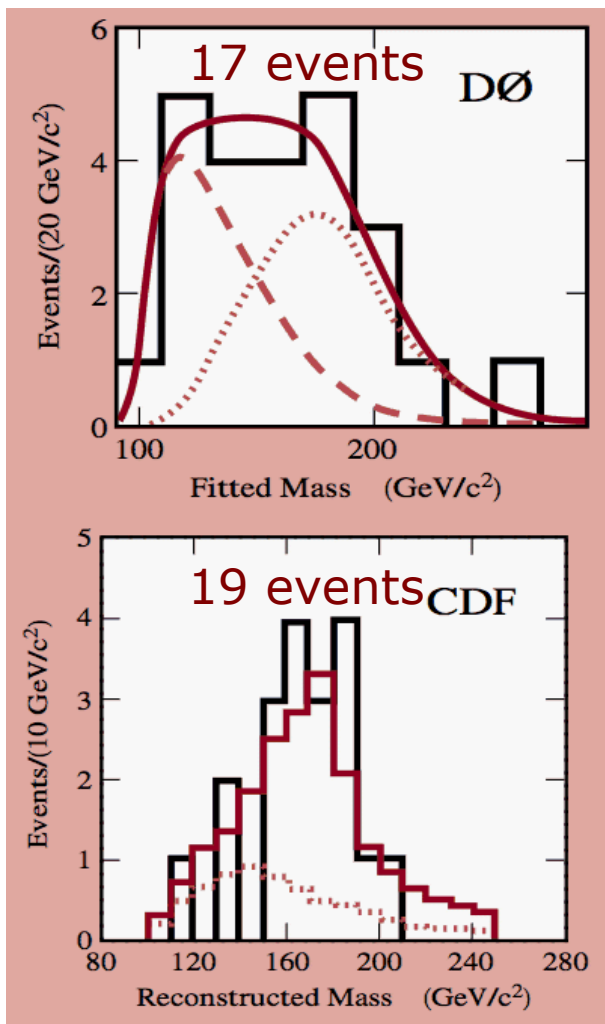 6
17 events
DØ
4
2
0
Events/(20 GeV/c²)
100
200
Fitted Mass (GeV/c²)
5
19 events
CDF
4
3
2
1
0
Events/(10 GeV/c²)
80
120
160
200
240
280
Reconstructed Mass (GeV/c²)